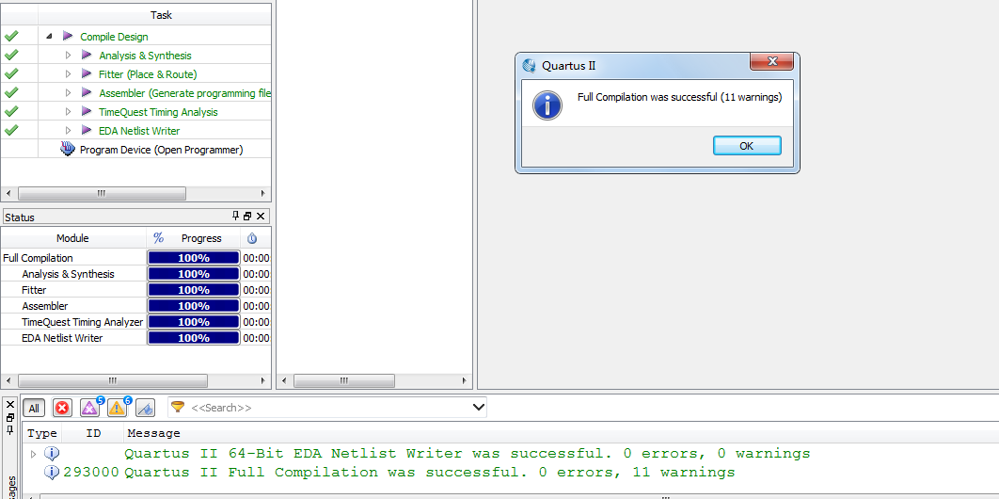 Task
Compile Design
Analysis & Synthesis
Fitter (Place & Route)
Assembler (Generate programming file
TimeQuest Timing Analysis
EDA Netlist Writer
Program Device (Open Programmer)
Quartus II
Full Compilation was successful (11 warnings)
OK
Status
Module % Progress
Full Compilation 100% 00:00
Analysis & Synthesis 100% 00:00
Fitter 100% 00:00
Assembler 100% 00:00
TimeQuest Timing Analyzer 100% 00:00
EDA Netlist Writer 100% 00:00
All 5 6 <<Search>>
Type ID Message
Quartus II 64-Bit EDA Netlist Writer was successful. 0 errors, 0 warnings
293000 Quartus II Full Compilation was successful. 0 errors, 11 warnings
ages